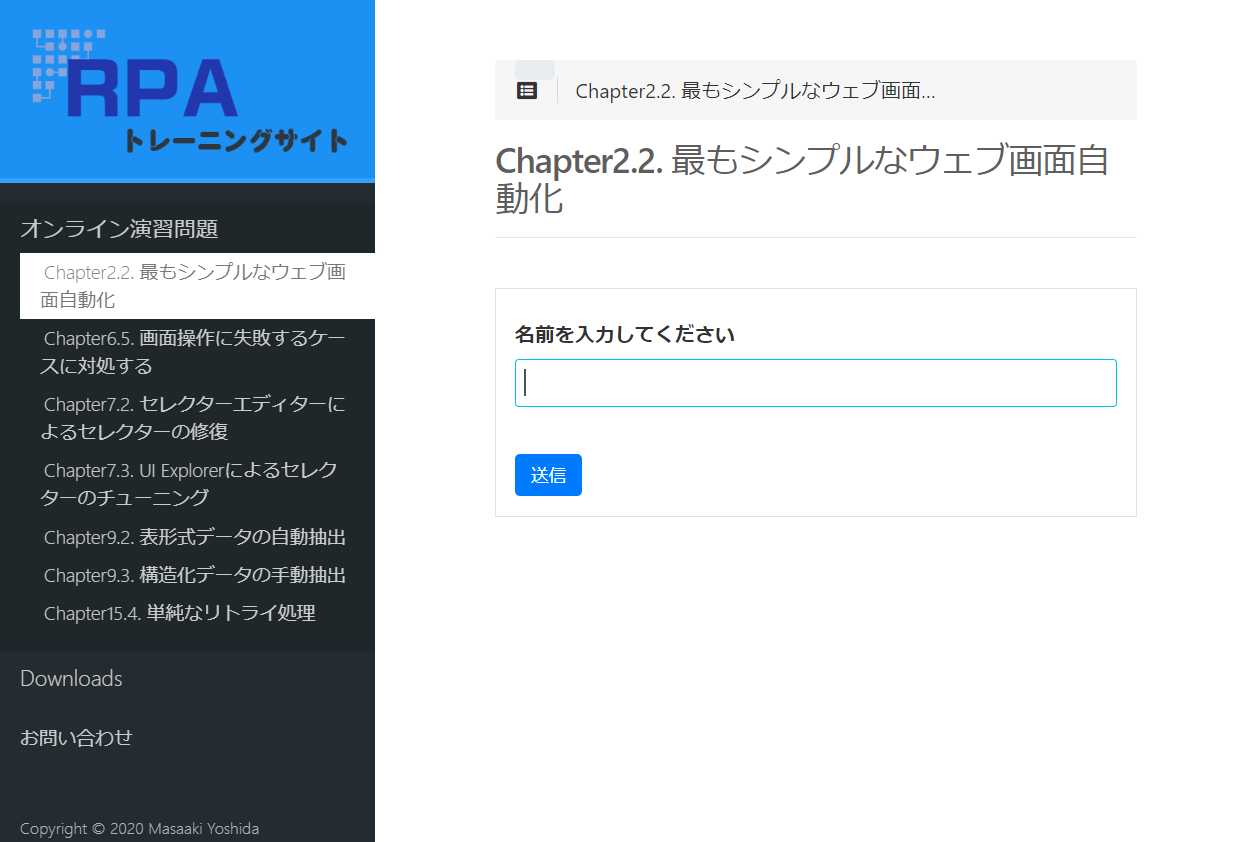 RPA
トレーニングサイト
オンライン演習問題
Chapter2.2. 最もシンプルなウェブ画
面自動化
Chapter6.5. 画面操作に失敗するケー
スに対処する
Chapter7.2. セレクターエディターに
よるセレクターの修復
Chapter7.3. UI Explorerによるセレク
ターのチューニング
Chapter9.2. 表形式データの自動抽出
Chapter9.3. 構造化データの手動抽出
Chapter15.4. 単純なリトライ処理
Downloads
お問い合わせ
Copyright © 2020 Masaaki Yoshida
Chapter2.2. 最もシンプルなウェブ画面...
Chapter2.2. 最もシンプルなウェブ画面自
動化
名前を入力してください
送信